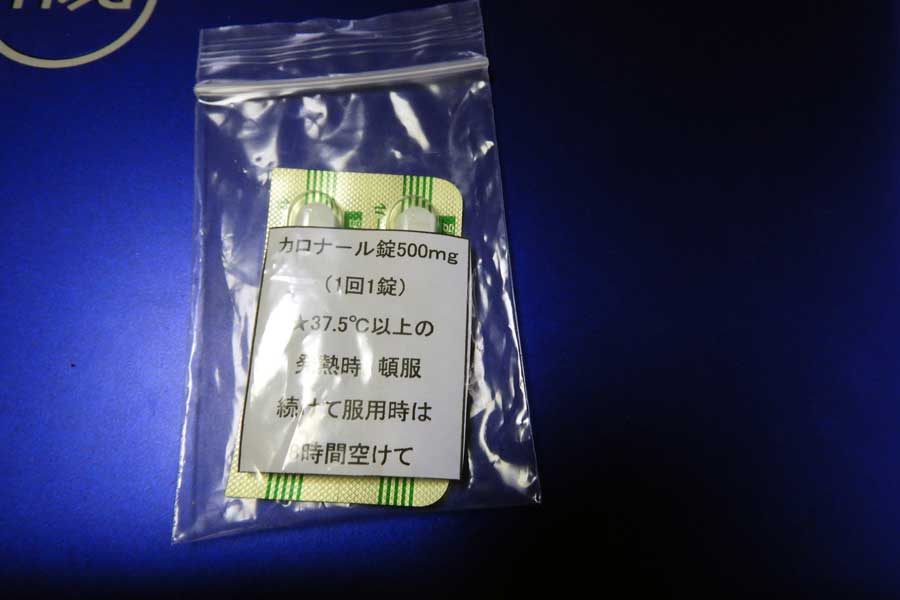 カロナール錠500mg
(1回1錠)
★37.5℃以上の
発熱時 頓服
続けて服用時は
時間空けて